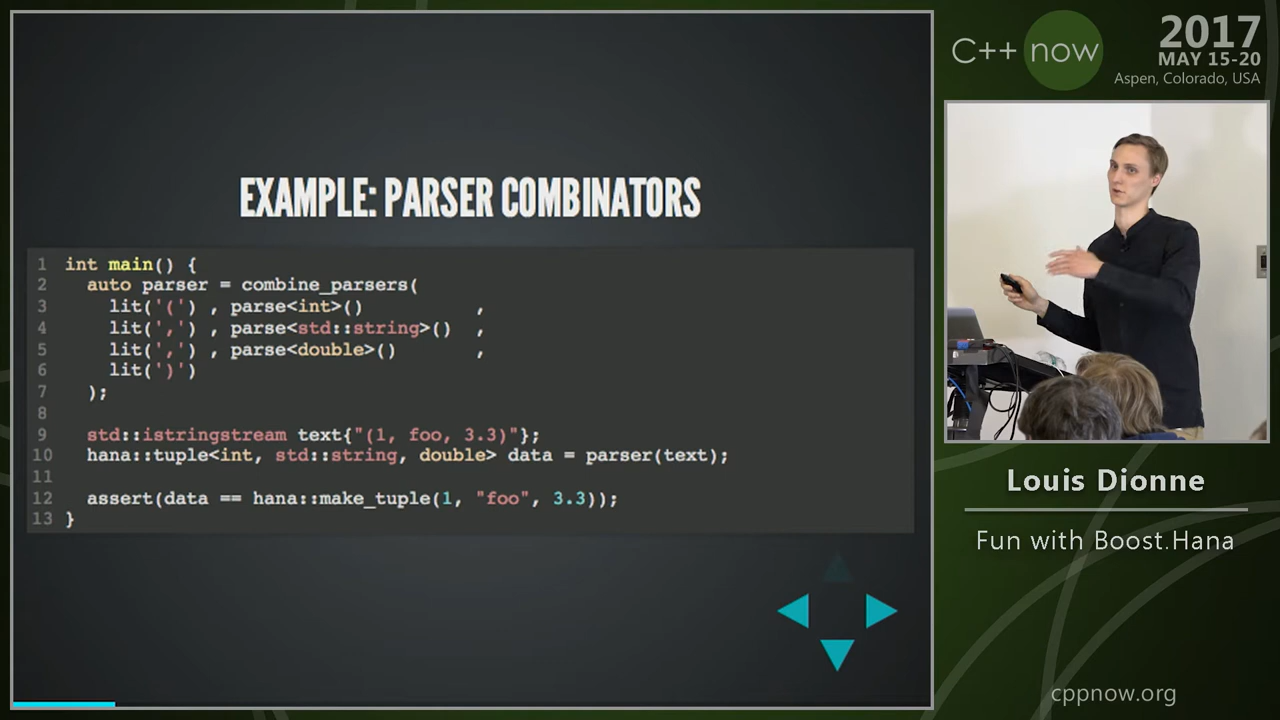 EXAMPLE: PARSER COMBINATORS
1 int main() {
2 auto parser = combine_parsers(
3 lit('(') , parse<int>() ,
4 lit(',') , parse<std::string>() ,
5 lit(',') , parse<double>() ,
6 lit(')')
7 );
8
9 std::istringstream text{"(1, foo, 3.3)"};
10 hana::tuple<int, std::string, double> data = parser(text);
11
12 assert(data == hana::make_tuple(1, "foo", 3.3));
13 }
C++ now
2017
MAY 15-20
Aspen, Colorado, USA
Louis Dionne
Fun with Boost.Hana
cppnow.org